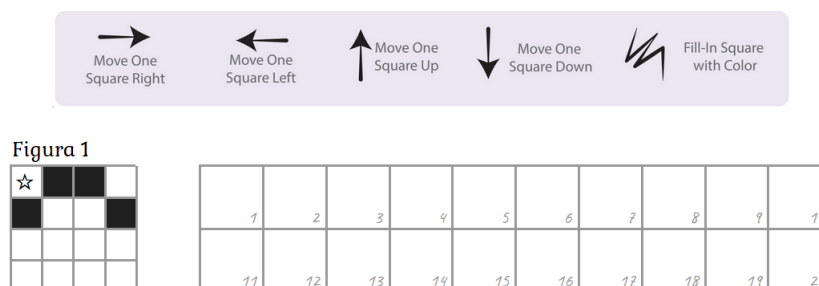 Move One
Square Right
Move One
Square Left
Move One
Square Up
Move One
Square Down
Fill-In Square
with Color
Figura 1
1 2 3 4 5 6 7 8 9
11 12 13 14 15 16 17 18 19